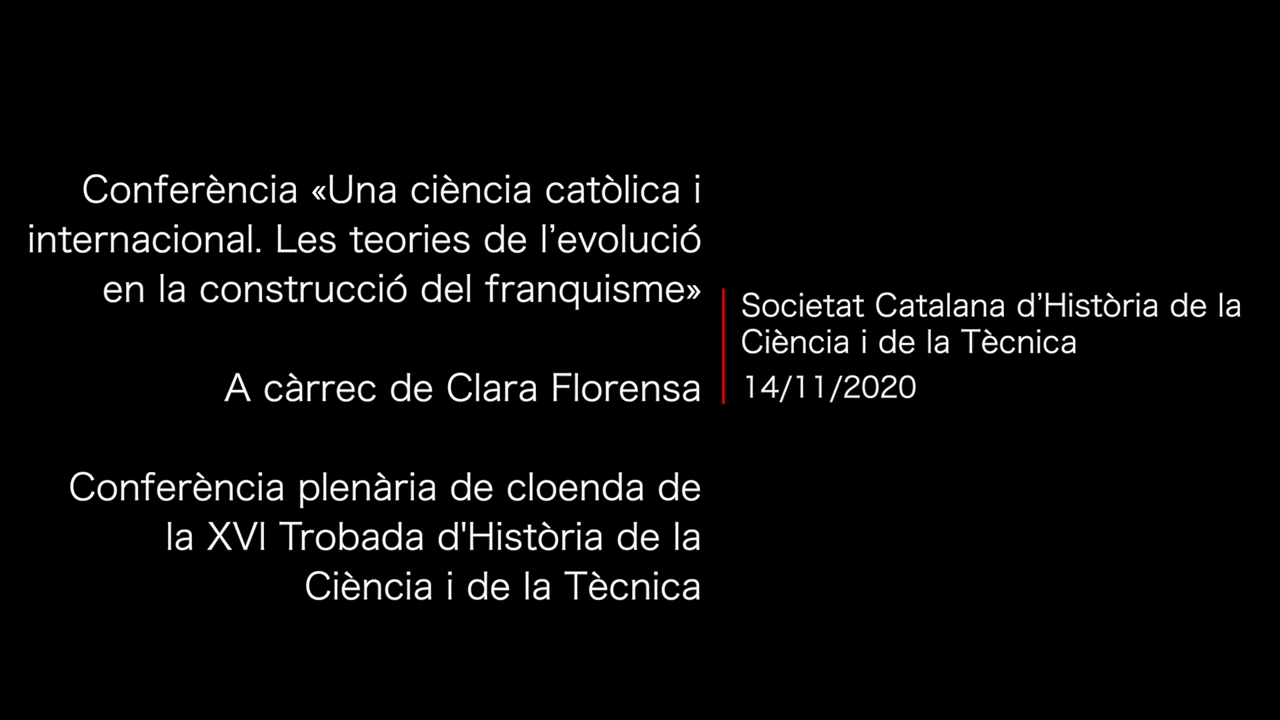 Conferència «Una ciència catòlica i
internacional. Les teories de l’evolució
en la construcció del franquisme»
A càrrec de Clara Florensa
Conferència plenària de cloenda de
la XVI Trobada d'Història de la
Ciència i de la Tècnica
Societat Catalana d’Història de la
Ciència i de la Tècnica
14/11/2020